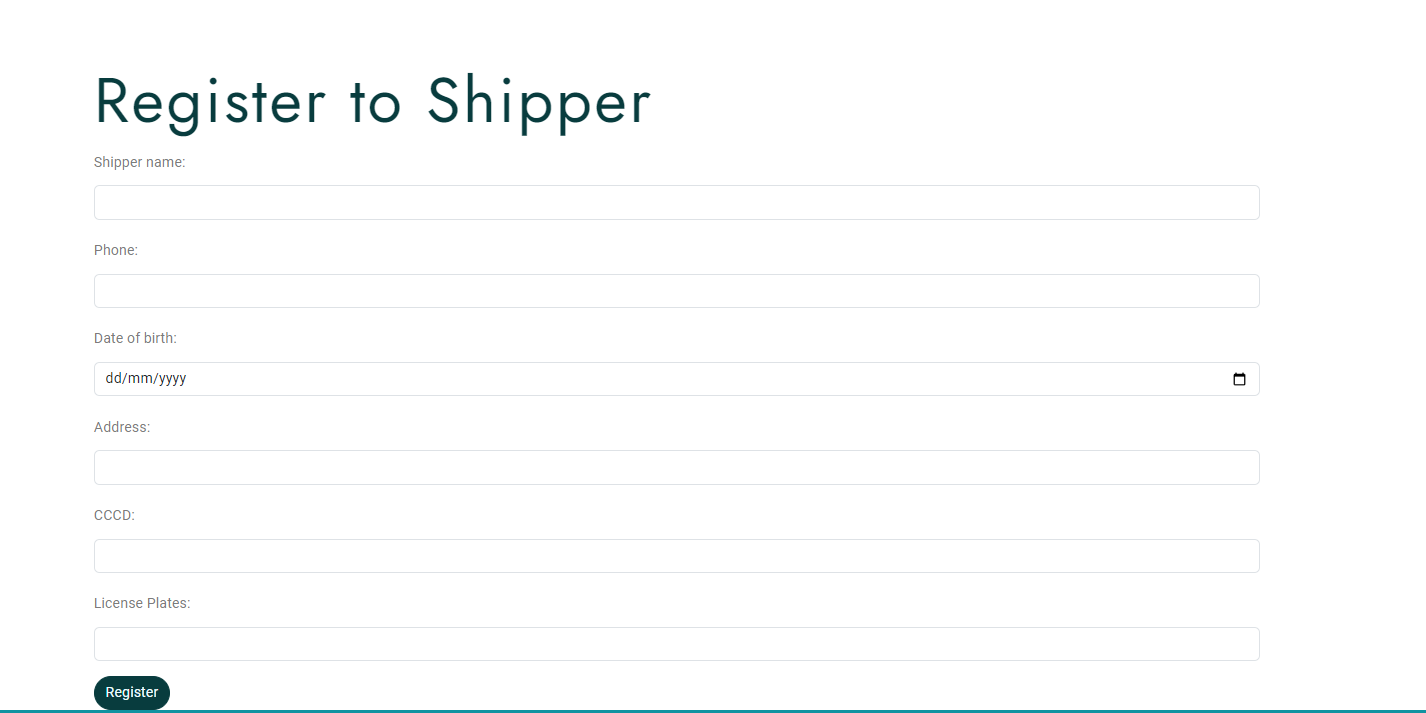 Register to Shipper
Shipper name:
Phone:
Date of birth:
dd/mm/yyyy
Address:
CCCD:
License Plates:
Register